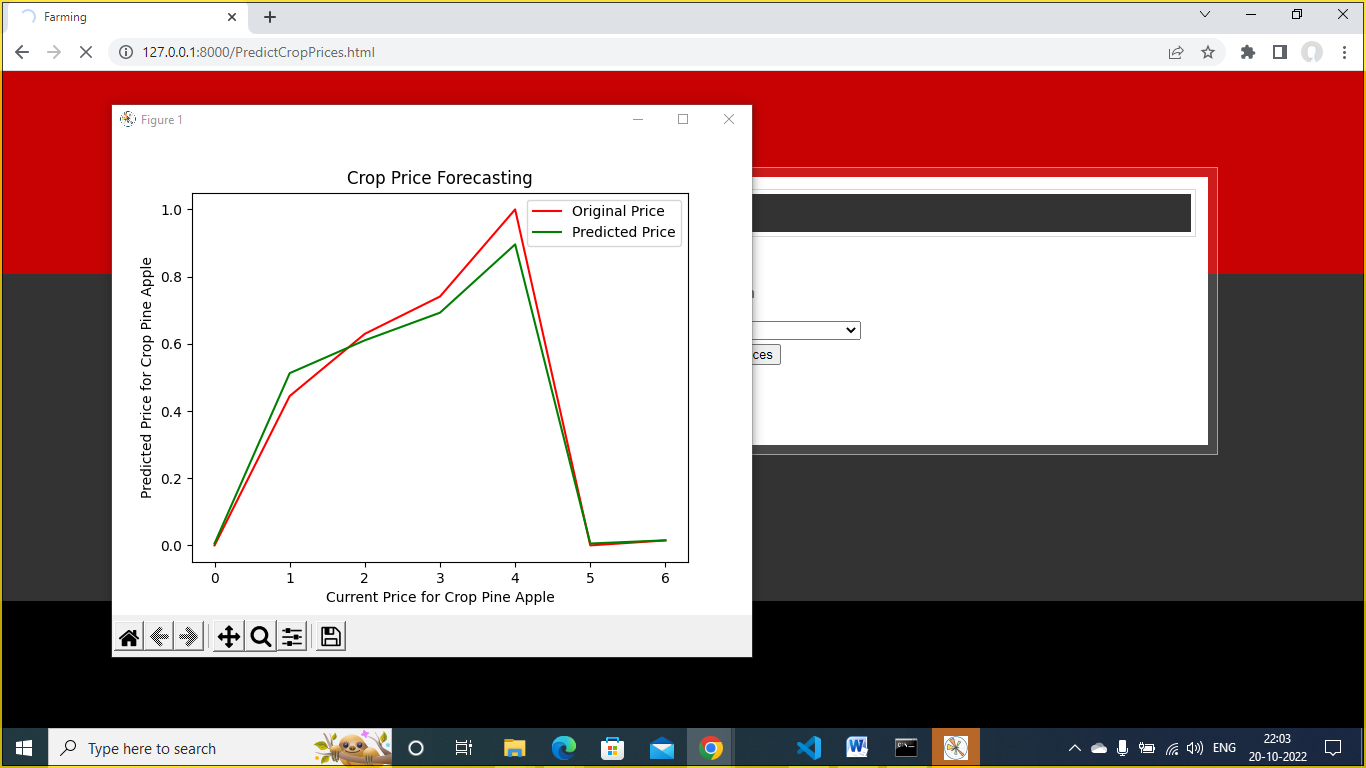 Farming
127.0.0.1:8000/PredictCropPrices.html
Figure 1
Crop Price Forecasting
Original Price
Predicted Price
Predicted Price for Crop Pine Apple
1.0
0.8
0.6
0.4
0.2
0.0
0 1 2 3 4 5 6
Current Price for Crop Pine Apple
ces
Type here to search
ENG
22:03
20-10-2022